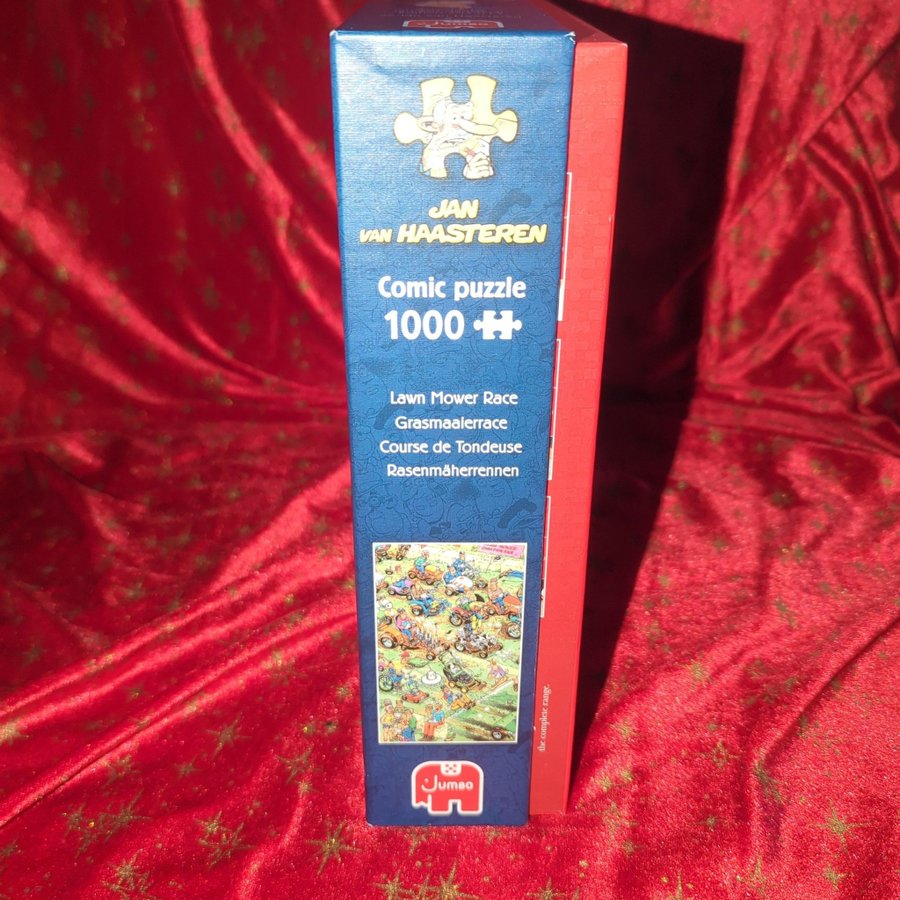 JAN
VAN HAASTEREN
Comic puzzle
1000
Lawn Mower Race
Grasmaaierrace
Course de Tondeuse
Rasenmäherrennen
Jumbo
the complete range.